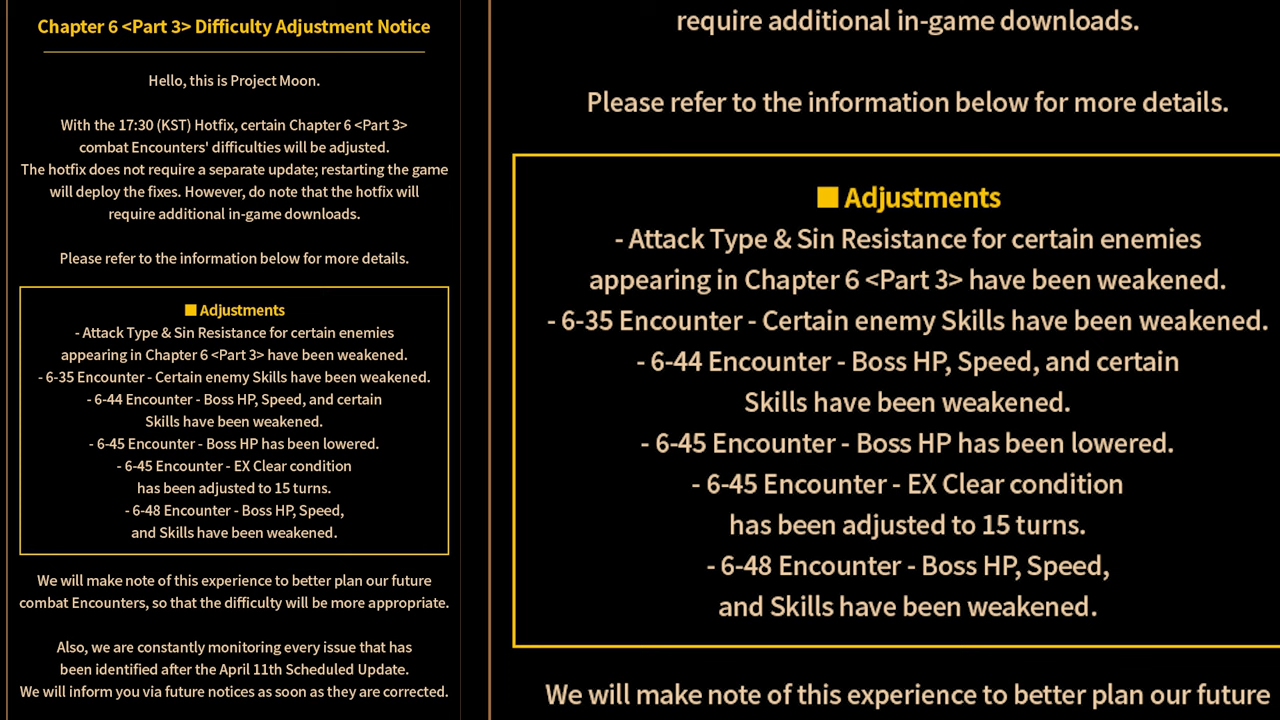 Chapter 6 <Part 3> Difficulty Adjustment Notice
Hello, this is Project Moon.
With the 17:30 (KST) Hotfix, certain Chapter 6 <Part 3>
combat Encounters' difficulties will be adjusted.
The hotfix does not require a separate update; restarting the game
will deploy the fixes. However, do note that the hotfix will
require additional in-game downloads.
Please refer to the information below for more details.
■ Adjustments
- Attack Type & Sin Resistance for certain enemies
appearing in Chapter 6 <Part 3> have been weakened.
- 6-35 Encounter - Certain enemy Skills have been weakened.
- 6-44 Encounter - Boss HP, Speed, and certain
Skills have been weakened.
- 6-45 Encounter - Boss HP has been lowered.
- 6-45 Encounter - EX Clear condition
has been adjusted to 15 turns.
- 6-48 Encounter - Boss HP, Speed,
and Skills have been weakened.
We will make note of this experience to better plan our future
combat Encounters, so that the difficulty will be more appropriate.
Also, we are constantly monitoring every issue that has
been identified after the April 11th Scheduled Update.
We will inform you via future notices as soon as they are corrected.
require additional in-game downloads.
Please refer to the information below for more details.
■ Adjustments
- Attack Type & Sin Resistance for certain enemies
appearing in Chapter 6 <Part 3> have been weakened.
- 6-35 Encounter - Certain enemy Skills have been weakened.
- 6-44 Encounter - Boss HP, Speed, and certain
Skills have been weakened.
- 6-45 Encounter - Boss HP has been lowered.
- 6-45 Encounter - EX Clear condition
has been adjusted to 15 turns.
- 6-48 Encounter - Boss HP, Speed,
and Skills have been weakened.
We will make note of this experience to better plan our future